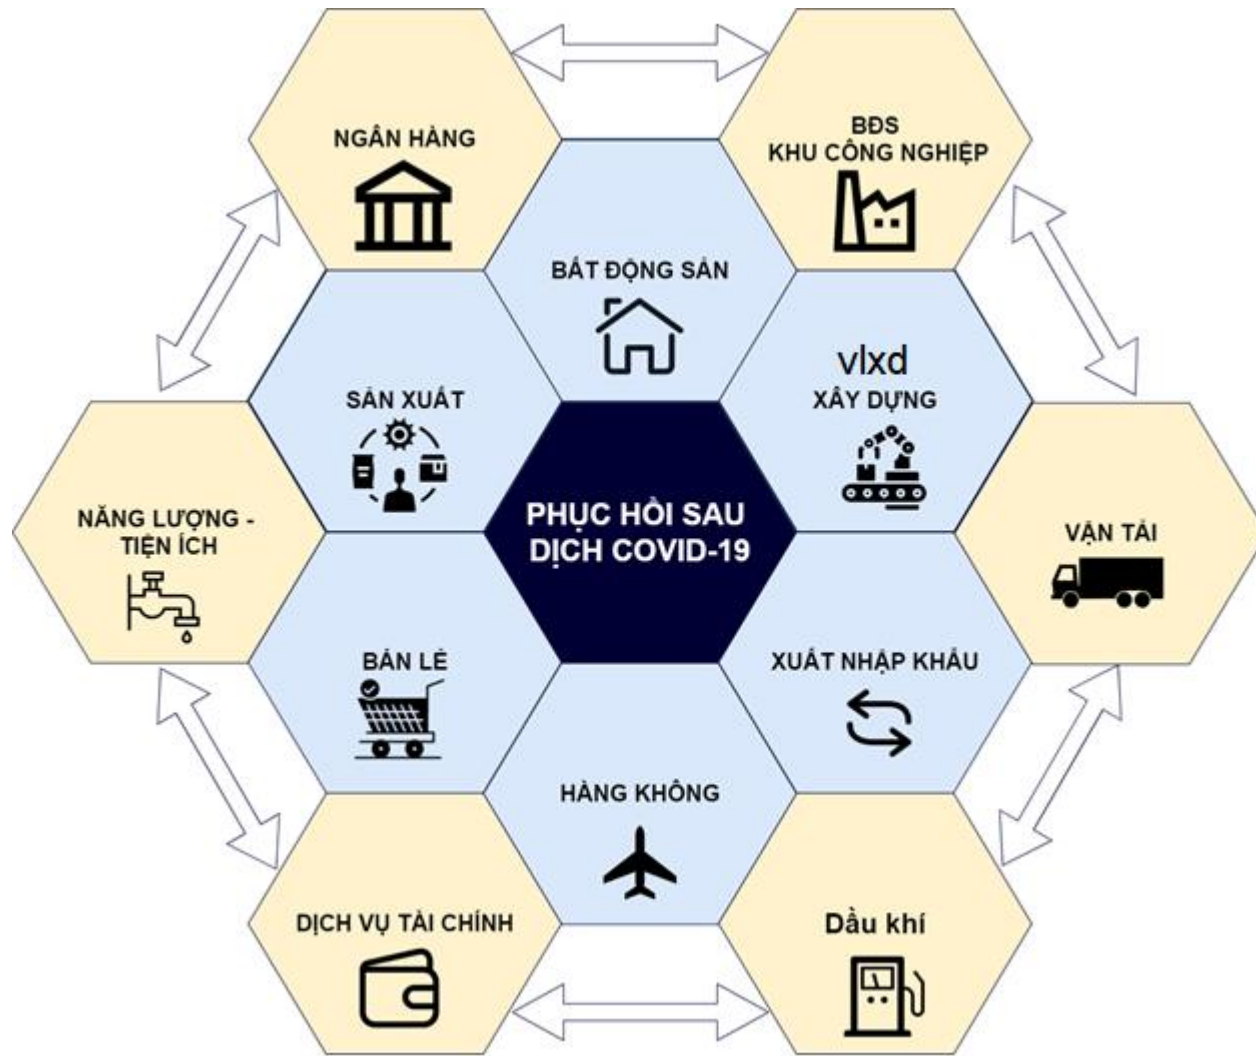 NGÂN HÀNG
BĐS
KHU CÔNG NGHIỆP
BẤT ĐỘNG SẢN
SẢN XUẤT
vlxd
XÂY DỰNG
NĂNG LƯỢNG -
TIỆN ÍCH
PHỤC HỒI SAU
DỊCH COVID-19
VẬN TẢI
BÁN LẺ
XUẤT NHẬP KHẨU
HÀNG KHÔNG
DỊCH VỤ TÀI CHÍNH
Dầu khí